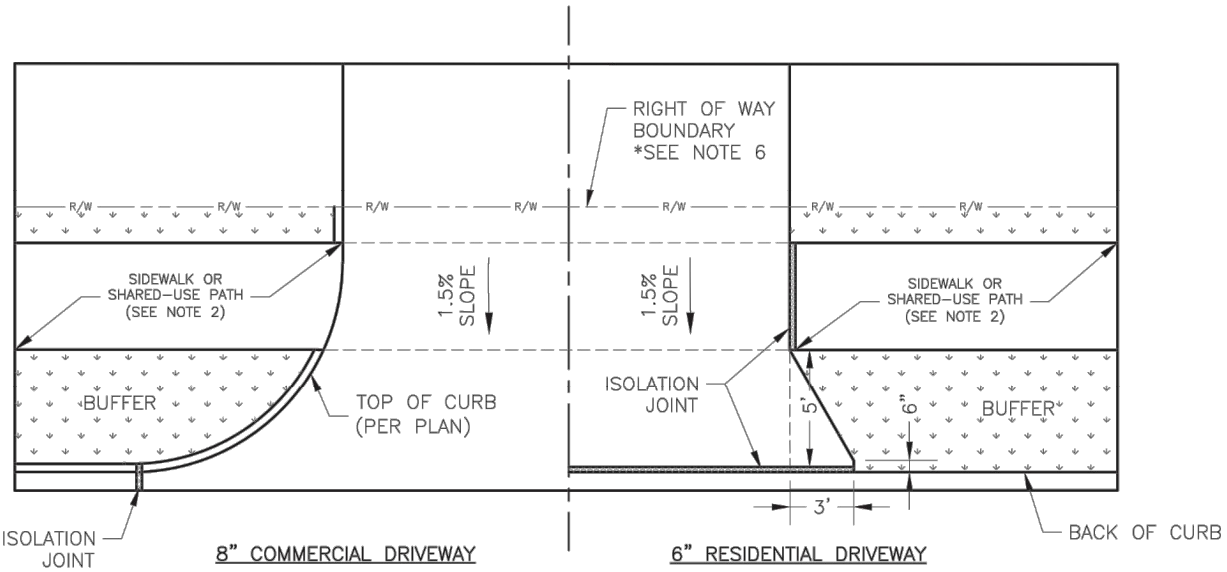 RIGHT OF WAY
BOUNDARY
*SEE NOTE 6
R/W
R/W
R/W
R/W
R/W
R/W
R/W
SIDEWALK OR
SHARED-USE PATH
(SEE NOTE 2)
1.5%
SLOPE
1.5%
SLOPE
SIDEWALK OR
SHARED-USE PATH
(SEE NOTE 2)
BUFFER
TOP OF CURB
(PER PLAN)
ISOLATION
JOINT
5'
6"
BUFFER
3'
ISOLATION
JOINT
BACK OF CURB
8" COMMERCIAL DRIVEWAY
6" RESIDENTIAL DRIVEWAY